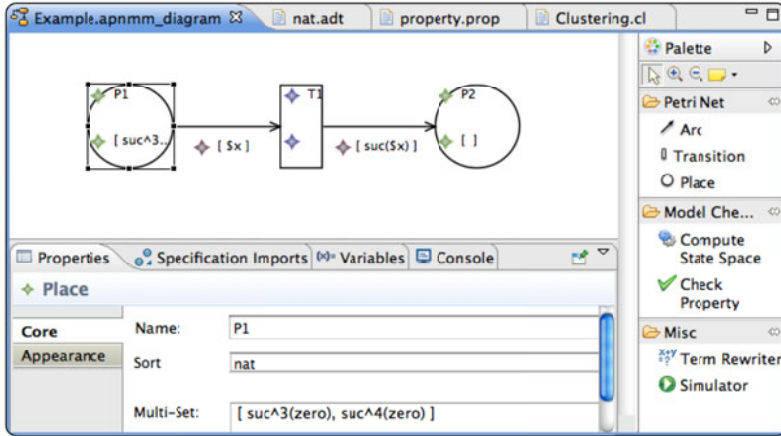 Example.apnmm_diagram
nat.adt
property.prop
Clustering.cl
P1
[ suc^3..
[ $x ]
T1
[ suc($x) ]
P2
[ ]
Palette
Petri Net
Arc
Transition
Place
Model Che...
Compute
State Space
Check
Property
Misc
x+y
=?
Term Rewriter
Simulator
Properties
Specification Imports
(x)= Variables
Console
Place
Core
Appearance
Name: P1
Sort nat
Multi-Set: [ suc^3(zero), suc^4(zero) ]